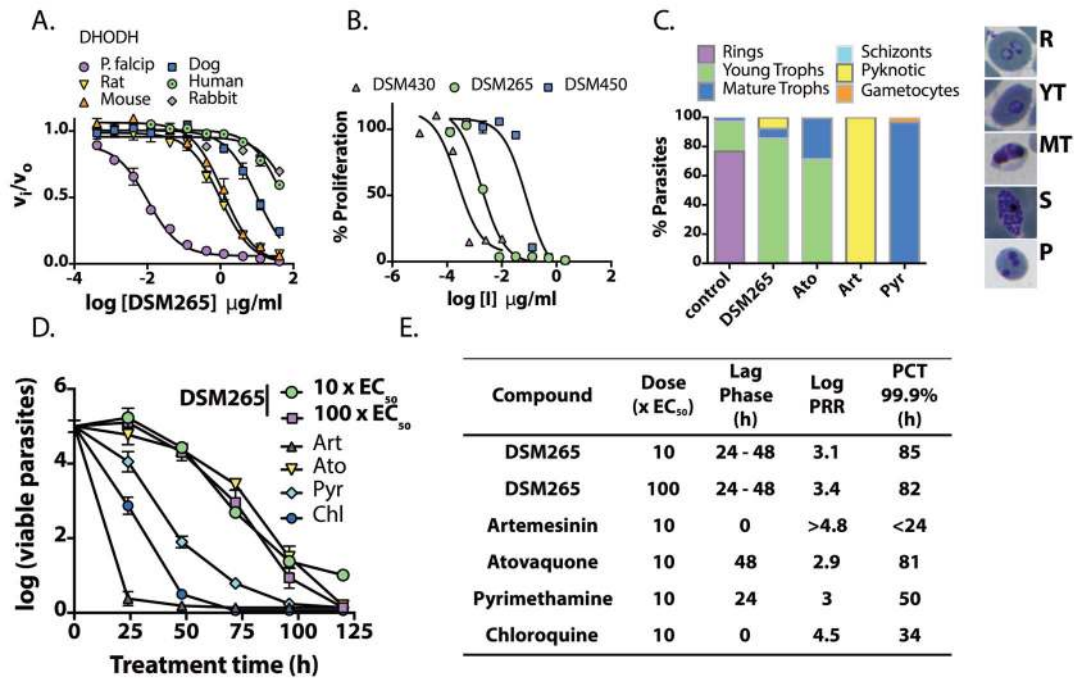 A.
DHODH
P. falcip
Dog
Rat
Human
Mouse
Rabbit
v_i/v_o
1.0
0.5
0.0
-4
-2
0
2
log [DSM265] μg/ml
B.
DSM430
DSM265
DSM450
% Proliferation
100
50
0
-6
-4
-2
0
2
log [I] μg/ml
C.
Rings
Schizonts
Young Trophs
Pyknotic
Mature Trophs
Gametocytes
% Parasites
100
80
60
40
20
0
control
DSM265
Ato
Art
Pyr
R
YT
MT
S
P
D.
log (viable parasites)
6
4
2
0
0
25
50
75
100
125
Treatment time (h)
DSM265
10 x EC₅₀
100 x EC₅₀
Art
Ato
Pyr
Chl
E.
Compound Dose (x EC₅₀) Lag Phase (h) Log PRR PCT 99.9% (h)
DSM265 10 24 - 48 3.1 85
DSM265 100 24 - 48 3.4 82
Artemesinin 10 0 >4.8 <24
Atovaquone 10 48 2.9 81
Pyrimethamine 10 24 3 50
Chloroquine 10 0 4.5 34